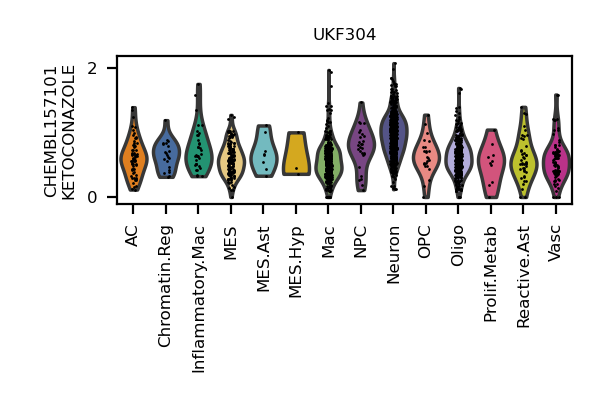 UKF304
CHEMBL157101
KETOCONAZOLE
2
0
AC
Chromatin.Reg
Inflammatory.Mac
MES
MES.Ast
MES.Hyp
Mac
NPC
Neuron
OPC
Oligo
Prolif.Metab
Reactive.Ast
Vasc